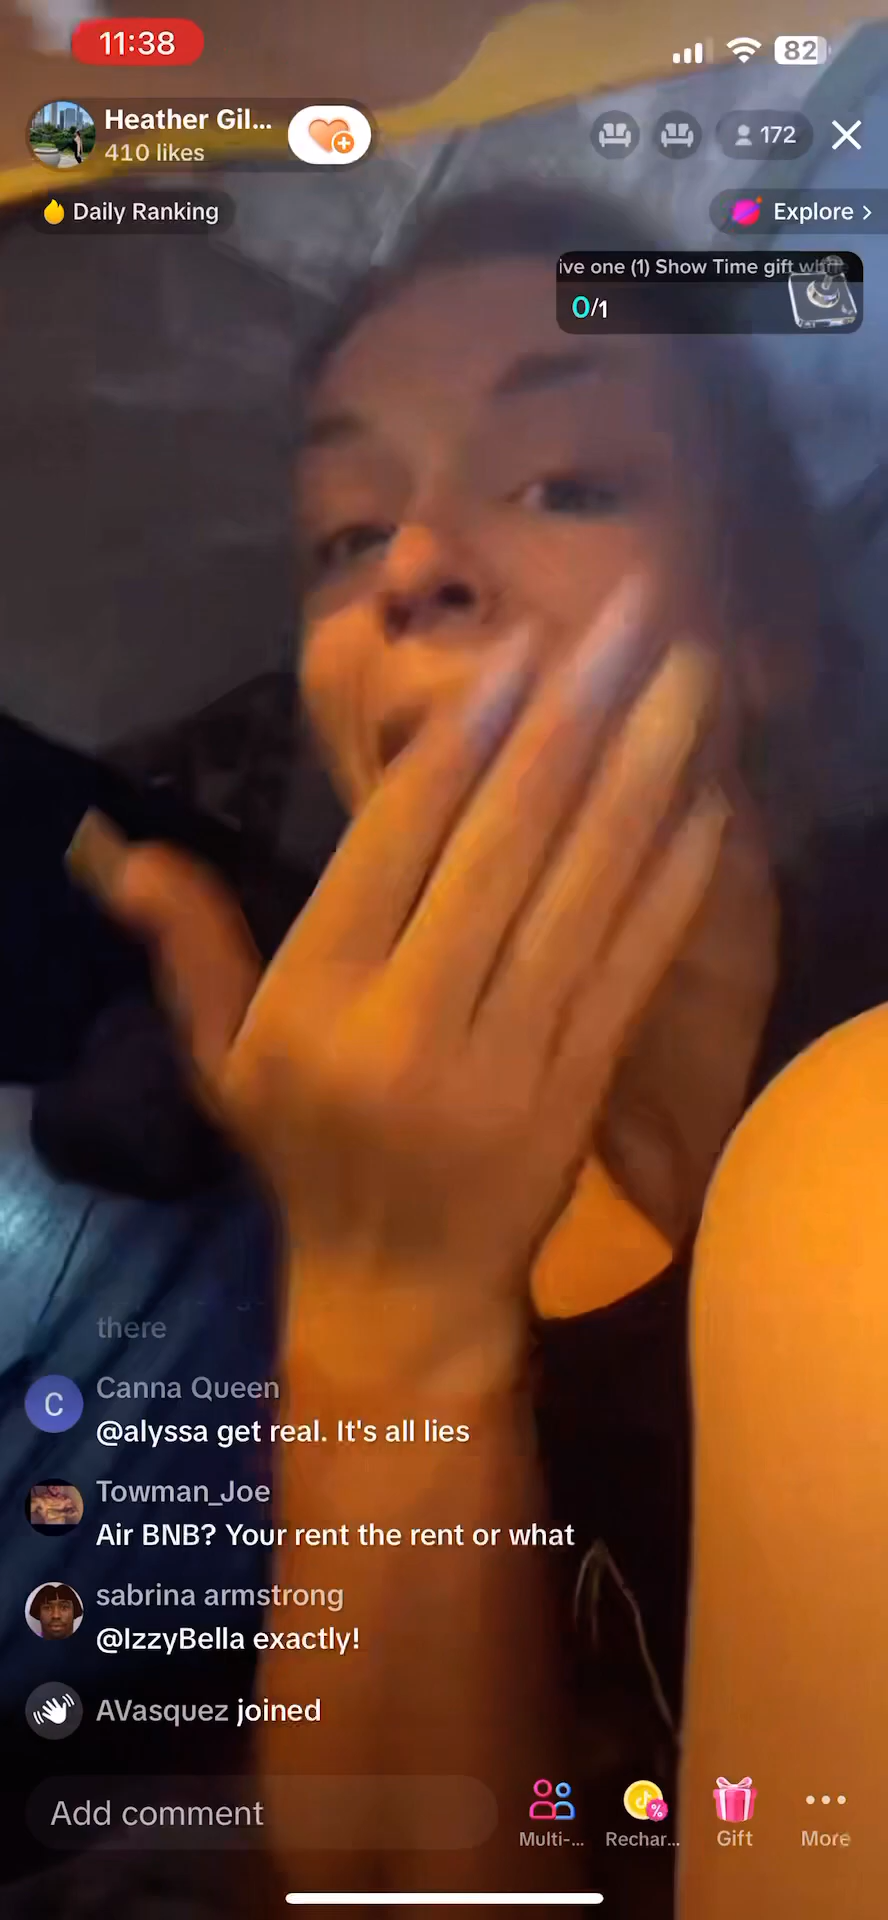 11:38
82
Heather Gil...
410 likes
172
Daily Ranking
Explore
ive one (1) Show Time gift
0/1
there
C
Canna Queen
@alyssa get real. It's all lies
Towman_Joe
Air BNB? Your rent the rent or what
sabrina armstrong
@IzzyBella exactly!
AVasquez joined
Add comment
Multi-...
Rechar...
Gift
More